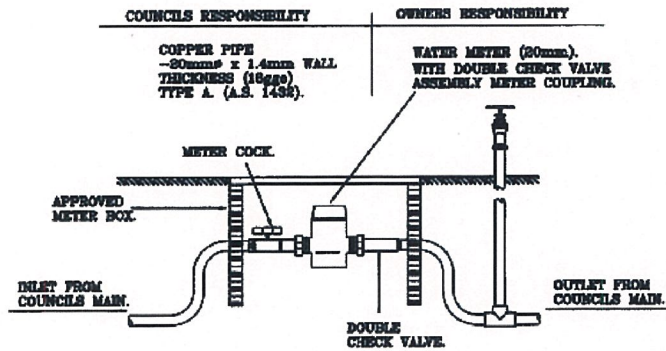 COUNCILS RESPONSIBILITY
OWNERS RESPONSIBILITY
COPPER PIPE
-20mmø x 1.4mm WALL
THICKNESS (18gge)
TYPE A. (A.S. 1432).
WATER METER (20mm).
WITH DOUBLE CHECK VALVE
ASSEMBLY METER COUPLING.
METER COCK.
APPROVED
METER BOX.
INLET FROM
COUNCILS MAIN.
OUTLET FROM
COUNCILS MAIN.
DOUBLE
CHECK VALVE.